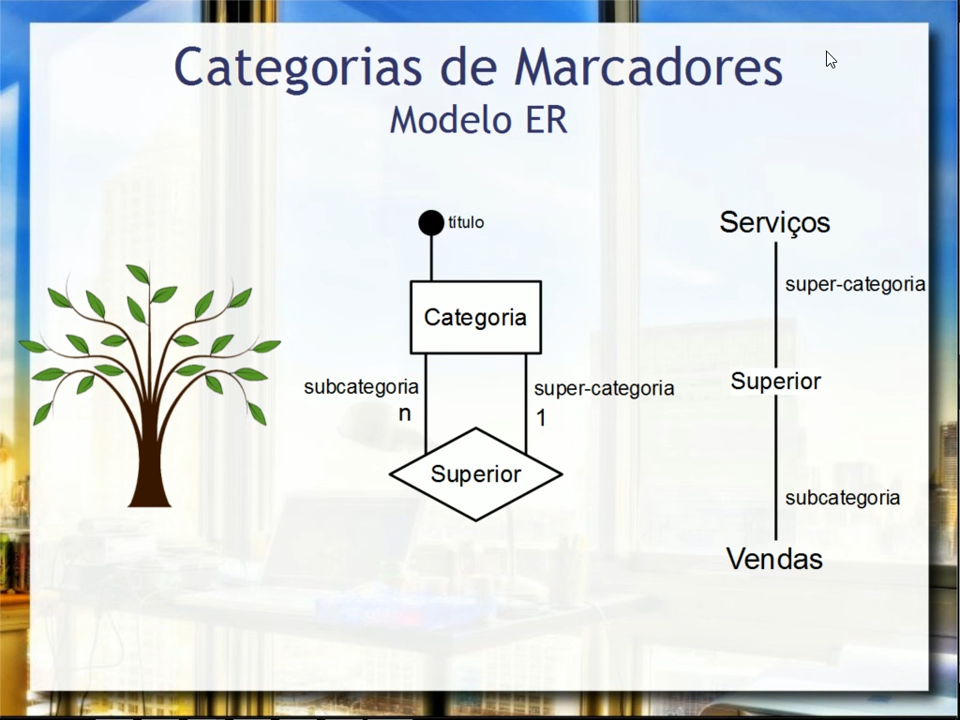 Categorias de Marcadores
Modelo ER
título
Categoria
subcategoria
n
super-categoria
1
Superior
Serviços
super-categoria
Superior
subcategoria
Vendas